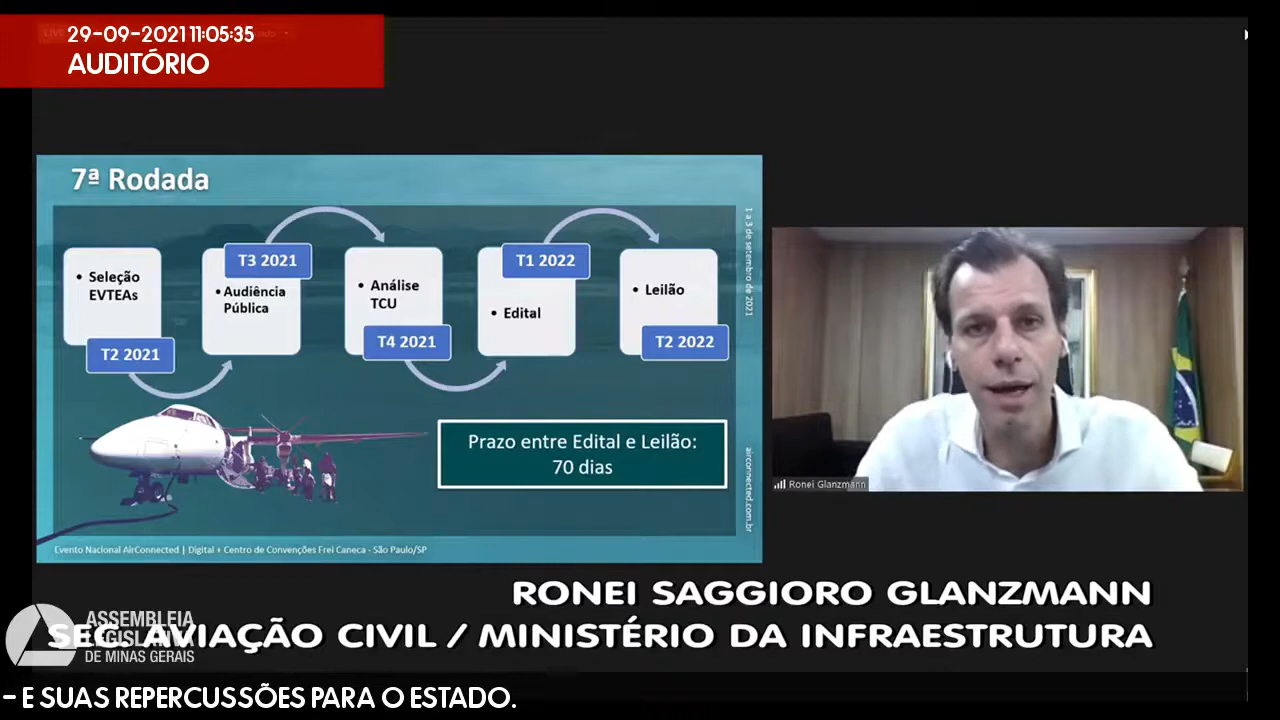 29-09-2021 11:05:35
AUDITÓRIO
7ª Rodada
• Seleção
EVTEAs
T2 2021
T3 2021
• Audiência
Pública
• Análise
TCU
T4 2021
T1 2022
• Edital
• Leilão
T2 2022
Prazo entre Edital e Leilão:
70 dias
1 a 3 de setembro de 2021
airconnected.com.br
Evento Nacional AirConnected | Digital + Centro de Convenções Frei Caneca - São Paulo/SP
Ronei Glanzmann
RONEI SAGGIORO GLANZMANN
SEC. AVIAÇÃO CIVIL / MINISTÉRIO DA INFRAESTRUTURA
ASSEMBLEIA
LEGISLATIVA
DE MINAS GERAIS
– E SUAS REPERCUSSÕES PARA O ESTADO.